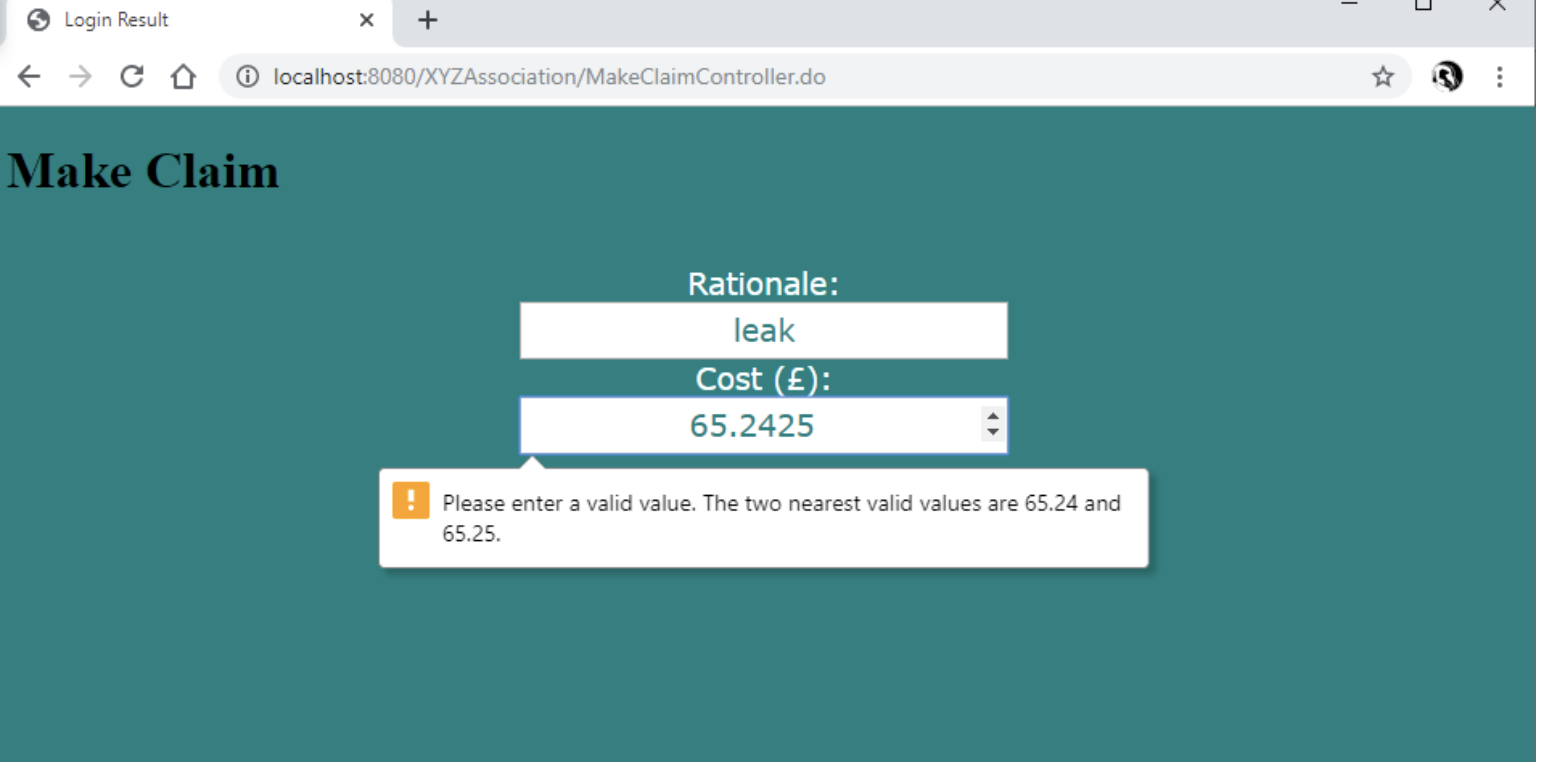 Login Result
localhost:8080/XYZAssociation/MakeClaimController.do
Make Claim
Rationale:
leak
Cost (£):
65.2425
Please enter a valid value. The two nearest valid values are 65.24 and
65.25.